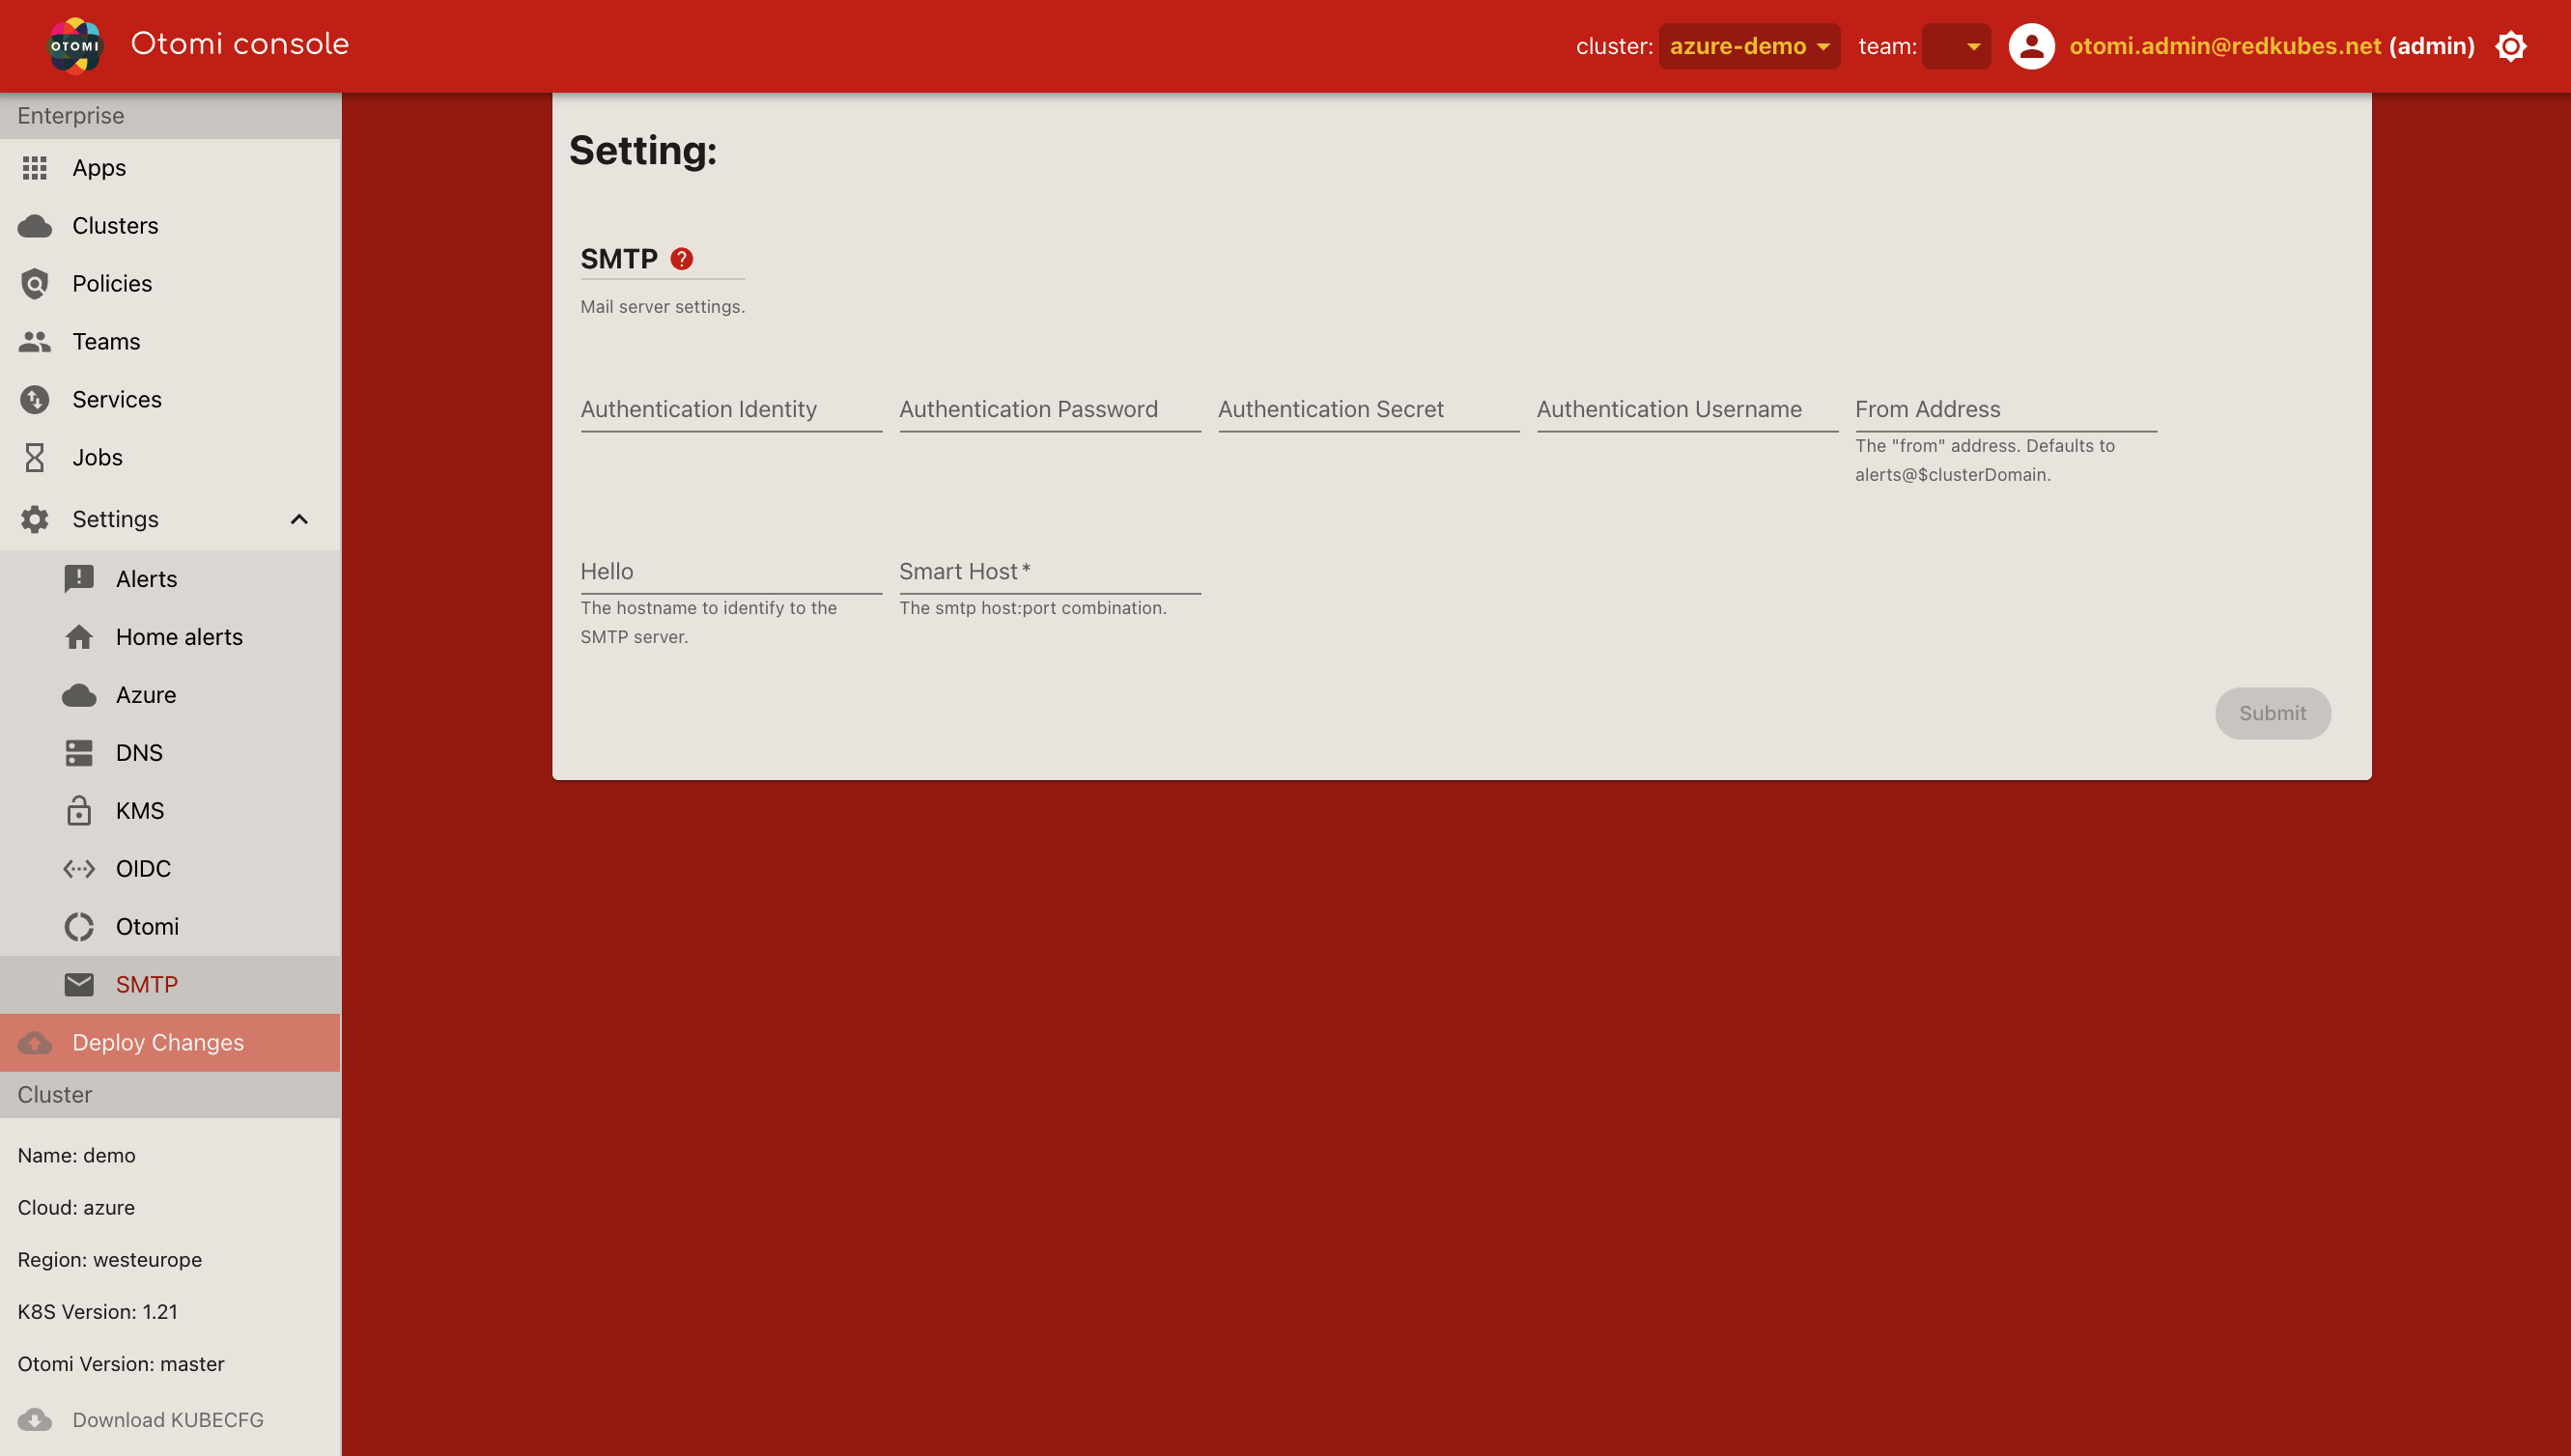 OTOMI
Otomi console
cluster: azure-demo team: otomi.admin@redkubes.net (admin)
Enterprise
Apps
Clusters
Policies
Teams
Services
Jobs
Settings
Alerts
Home alerts
Azure
DNS
KMS
OIDC
Otomi
SMTP
Deploy Changes
Cluster
Name: demo
Cloud: azure
Region: westeurope
K8S Version: 1.21
Otomi Version: master
Download KUBECFG
Setting:
SMTP ?
Mail server settings.
Authentication Identity
Authentication Password
Authentication Secret
Authentication Username
From Address
The "from" address. Defaults to
alerts@$clusterDomain.
Hello
The hostname to identify to the
SMTP server.
Smart Host *
The smtp host:port combination.
Submit